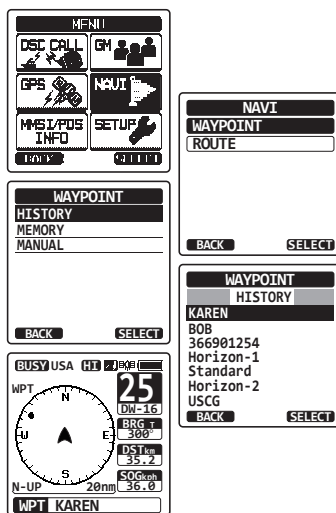 MENU
DSC CALL
GM
GPS
NAVI
MMSI/POS
INFO
SETUP
BACK
SELECT
NAVI
WAYPOINT
ROUTE
BACK
SELECT
WAYPOINT
HISTORY
MEMORY
MANUAL
BACK
SELECT
WAYPOINT
HISTORY
KAREN
BOB
366901254
Horizon-1
Standard
Horizon-2
USCG
BACK
SELECT
BUSY USA HI
WPT
N
W
E
S
N-UP
20nm
25
DW-16
BRG T
300°
DST km
35.2
SOG kph
36.0
WPT KAREN